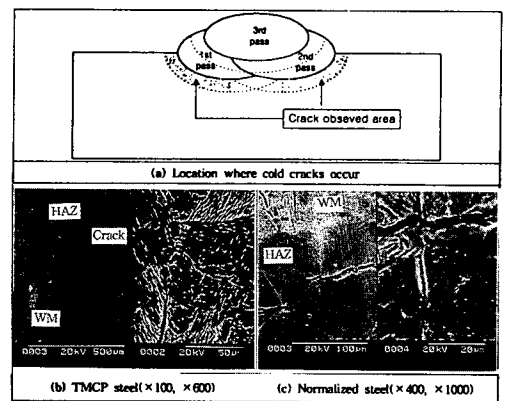 3rd
pass
1st
pass
2nd
pass
Crack obseved area
(a) Location where cold cracks occur
HAZ
Crack
WM
0003 20kV 500µm
0002 20kV 50µm
WM
HAZ
0003 20kV 100µm
0004 20kV 20µm
(b) TMCP steel(×100, ×600)
(c) Normalized steel(×400, ×1000)